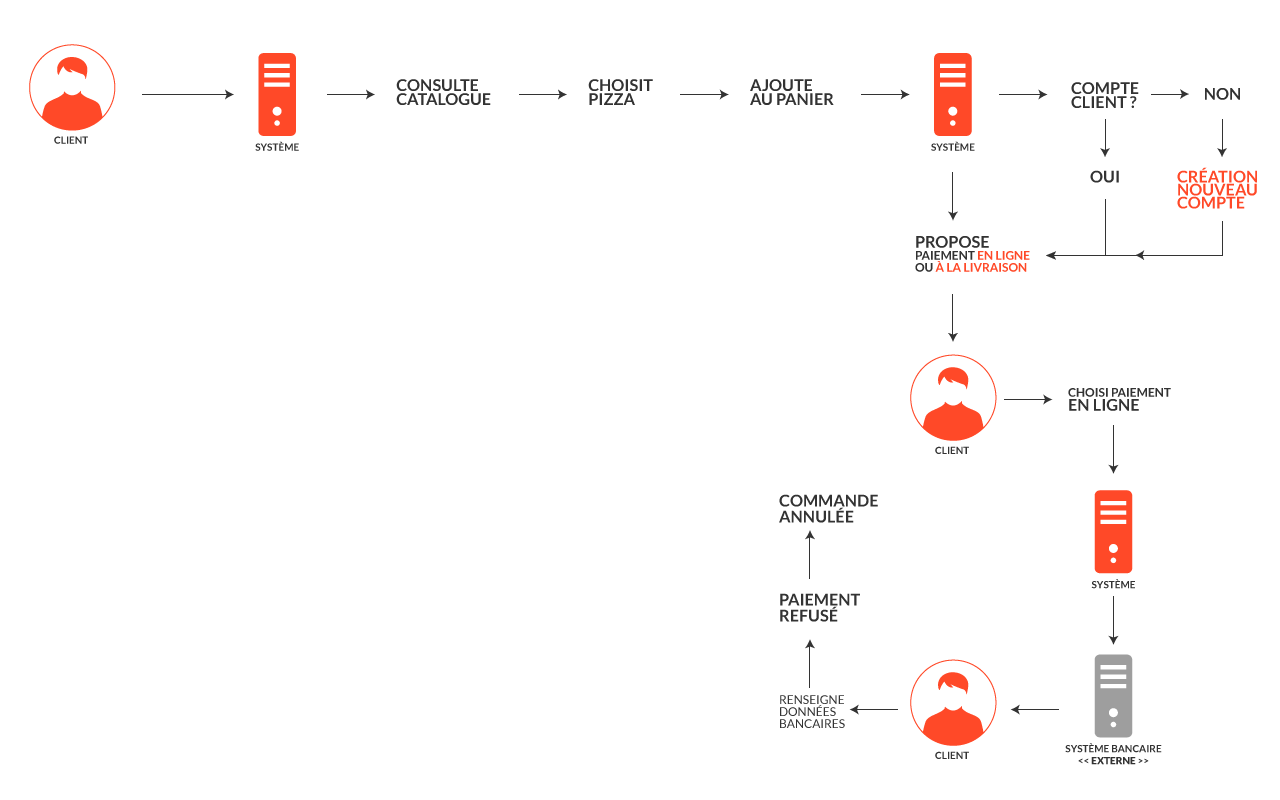 CLIENT
SYSTÈME
CONSULTE
CATALOGUE
CHOISIT
PIZZA
AJOUTE
AU PANIER
SYSTÈME
COMPTE
CLIENT ?
NON
OUI
CRÉATION
NOUVEAU
COMPTE
PROPOSE
PAIEMENT EN LIGNE
OU À LA LIVRAISON
CLIENT
CHOISI PAIEMENT
EN LIGNE
SYSTÈME
SYSTÈME BANCAIRE
<< EXTERNE >>
CLIENT
RENSEIGNE
DONNÉES
BANCAIRES
PAIEMENT
REFUSÉ
COMMANDE
ANNULÉE